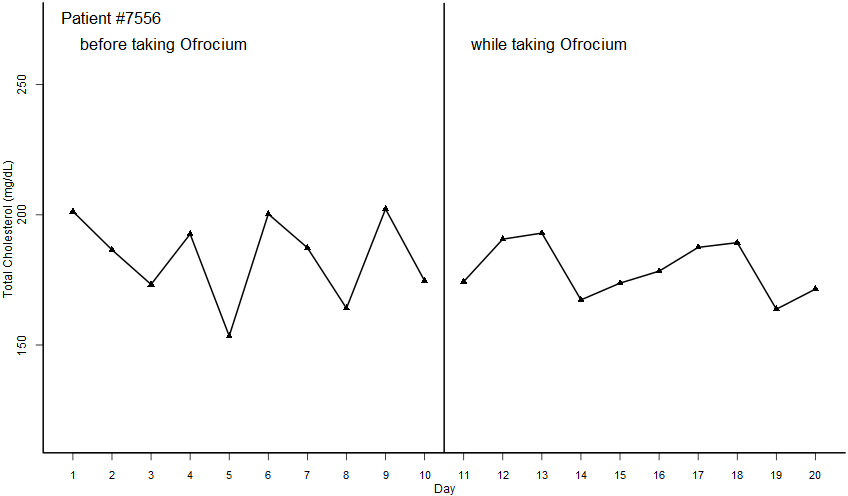 Patient #7556
before taking Ofrocium
while taking Ofrocium
Total Cholesterol (mg/dL)
250
200
150
1 2 3 4 5 6 7 8 9 10 11 12 13 14 15 16 17 18 19 20
Day